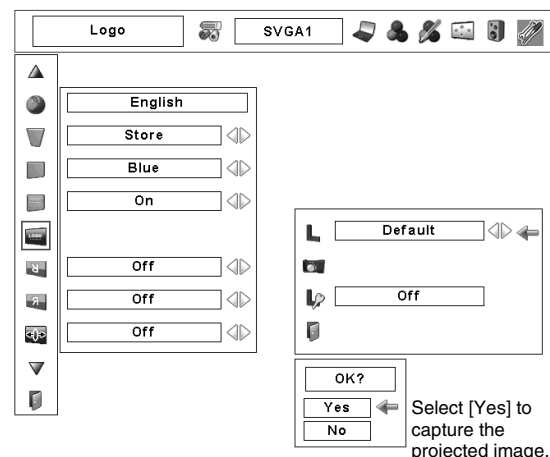 Logo
SVGA1
English
Store
Blue
On
LOGO
Off
Off
Off
Default
Off
OK?
Yes
No
Select [Yes] to
capture the
projected image.